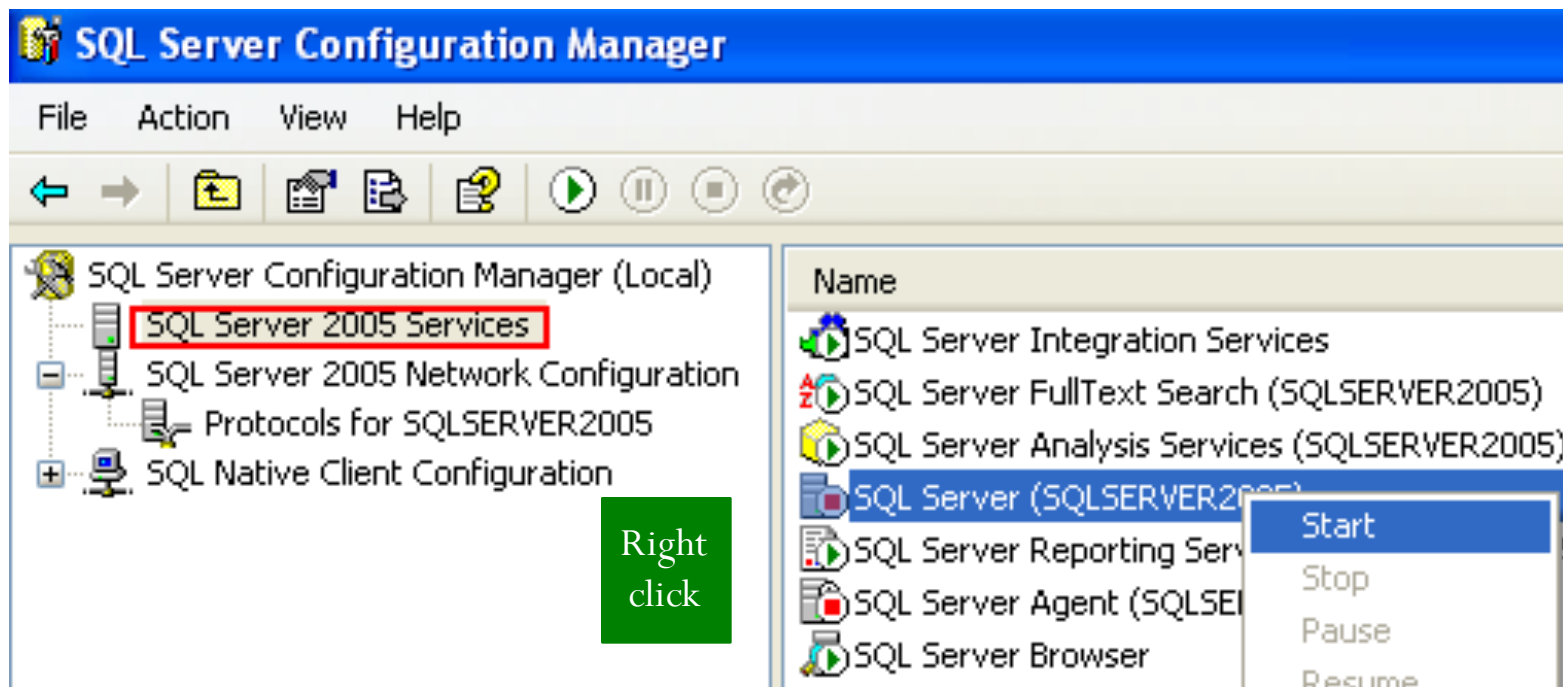 SQL Server Configuration Manager
File Action View Help
SQL Server Configuration Manager (Local)
SQL Server 2005 Services
SQL Server 2005 Network Configuration
Protocols for SQLSERVER2005
SQL Native Client Configuration
Right
click
Name
SQL Server Integration Services
SQL Server FullText Search (SQLSERVER2005)
SQL Server Analysis Services (SQLSERVER2005)
SQL Server (SQLSERVER2005)
SQL Server Reporting Serv
SQL Server Agent (SQLSE
SQL Server Browser
Start
Stop
Pause
Resume